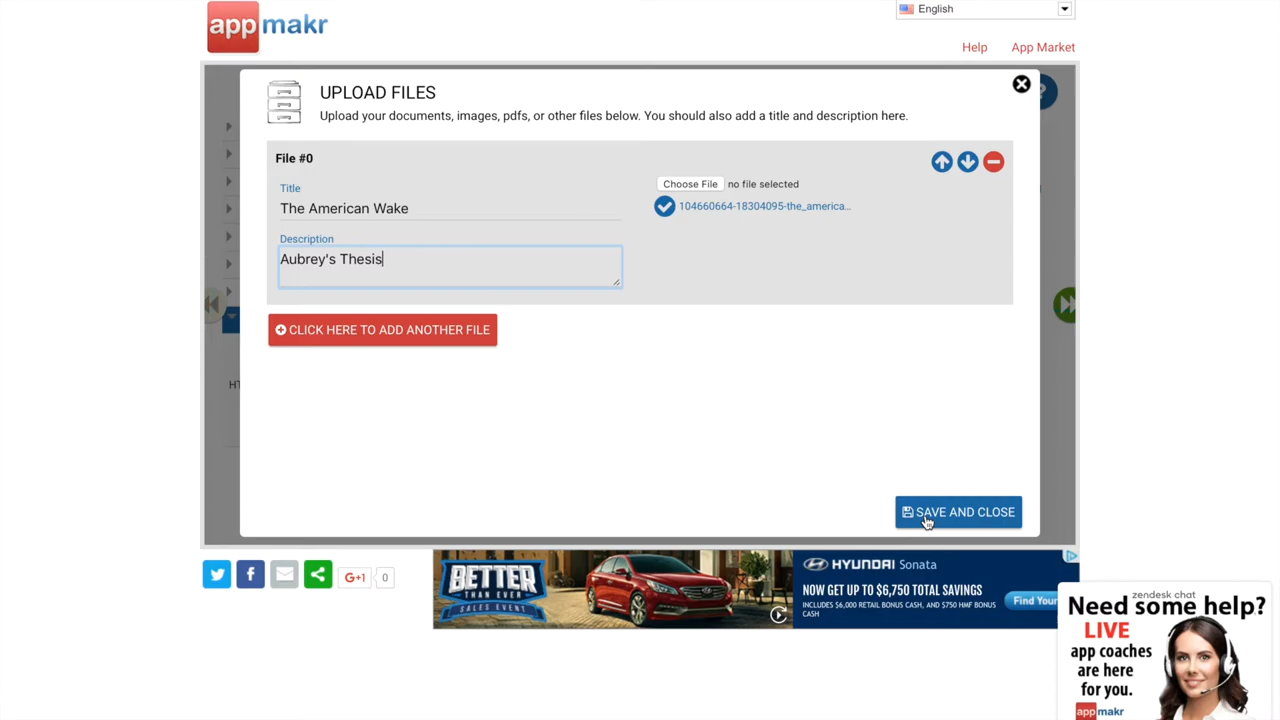 English
appmakr
Help
App Market
?
UPLOAD FILES
Upload your documents, images, pdfs, or other files below. You should also add a title and description here.
File #0
Title
Choose File no file selected
The American Wake
104660664-18304095-the_america...
Description
Aubrey's Thesis
CLICK HERE TO ADD ANOTHER FILE
HT
SAVE AND CLOSE
G+1 0
BETTER
THAN EVER
SALES EVENT
HYUNDAI Sonata
NOW GET UP TO $6,750 TOTAL SAVINGS
INCLUDES $6,000 RETAIL BONUS CASH, AND $750 HMF BONUS
CASH
Find Your
zendesk chat
Need some help?
LIVE
app coaches
are here
for you.
appmakr